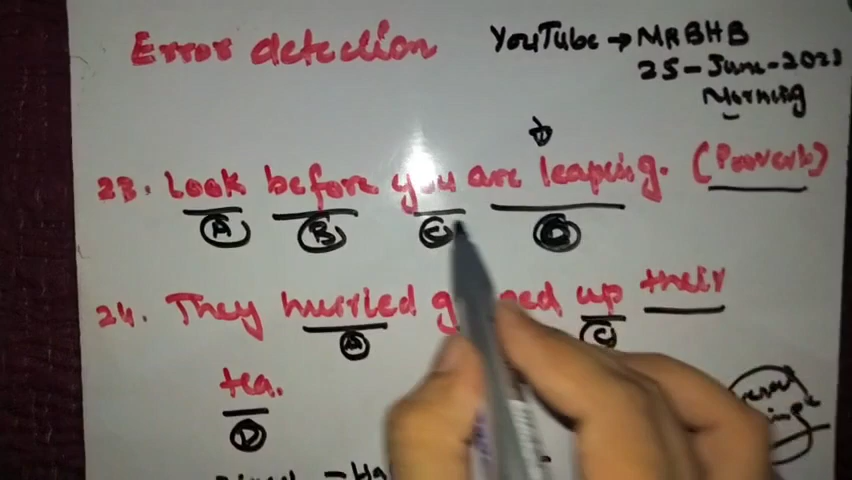 Error detection
YouTube → MRBHB
25-June-2023
Morning
23. Look before you are leaping. (Proverb)
A B C D
24. They hurried up their
A C
tea.
D